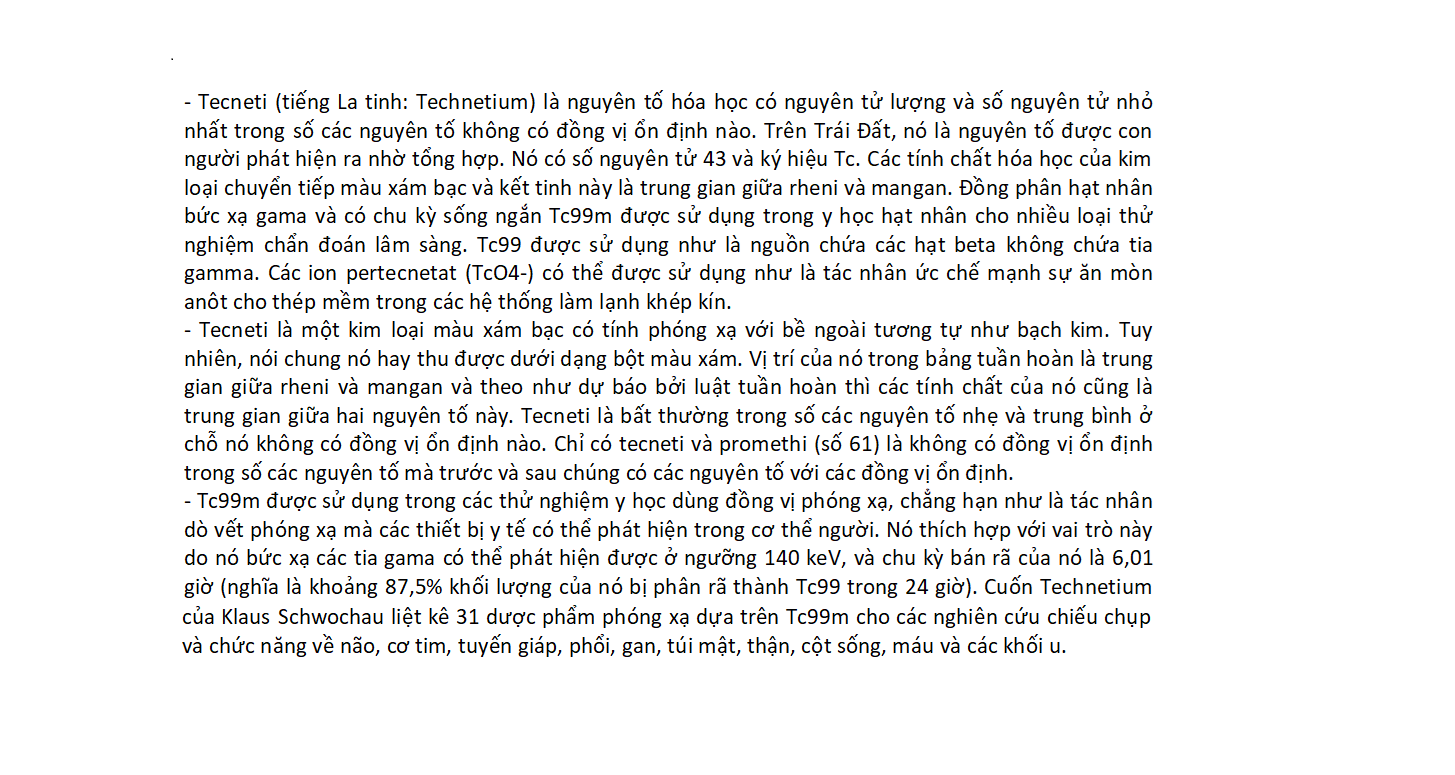 .
- Tecneti (tiếng La tinh: Technetium) là nguyên tố hóa học có nguyên tử lượng và số nguyên tử nhỏ
nhất trong số các nguyên tố không có đồng vị ổn định nào. Trên Trái Đất, nó là nguyên tố được con
người phát hiện ra nhờ tổng hợp. Nó có số nguyên tử 43 và ký hiệu Tc. Các tính chất hóa học của kim
loại chuyển tiếp màu xám bạc và kết tinh này là trung gian giữa rheni và mangan. Đồng phân hạt nhân
bức xạ gama và có chu kỳ sống ngắn Tc99m được sử dụng trong y học hạt nhân cho nhiều loại thử
nghiệm chẩn đoán lâm sàng. Tc99 được sử dụng như là nguồn chứa các hạt beta không chứa tia
gamma. Các ion pertecnetat (TcO4-) có thể được sử dụng như là tác nhân ức chế mạnh sự ăn mòn
anôt cho thép mềm trong các hệ thống làm lạnh khép kín.
- Tecneti là một kim loại màu xám bạc có tính phóng xạ với bề ngoài tương tự như bạch kim. Tuy
nhiên, nói chung nó hay thu được dưới dạng bột màu xám. Vị trí của nó trong bảng tuần hoàn là trung
gian giữa rheni và mangan và theo như dự báo bởi luật tuần hoàn thì các tính chất của nó cũng là
trung gian giữa hai nguyên tố này. Tecneti là bất thường trong số các nguyên tố nhẹ và trung bình ở
chỗ nó không có đồng vị ổn định nào. Chỉ có tecneti và promethi (số 61) là không có đồng vị ổn định
trong số các nguyên tố mà trước và sau chúng có các nguyên tố với các đồng vị ổn định.
- Tc99m được sử dụng trong các thử nghiệm y học dùng đồng vị phóng xạ, chẳng hạn như là tác nhân
dò vết phóng xạ mà các thiết bị y tế có thể phát hiện trong cơ thể người. Nó thích hợp với vai trò này
do nó bức xạ các tia gama có thể phát hiện được ở ngưỡng 140 keV, và chu kỳ bán rã của nó là 6,01
giờ (nghĩa là khoảng 87,5% khối lượng của nó bị phân rã thành Tc99 trong 24 giờ). Cuốn Technetium
của Klaus Schwochau liệt kê 31 dược phẩm phóng xạ dựa trên Tc99m cho các nghiên cứu chiếu chụp
và chức năng về não, cơ tim, tuyến giáp, phổi, gan, túi mật, thận, cột sống, máu và các khối u.